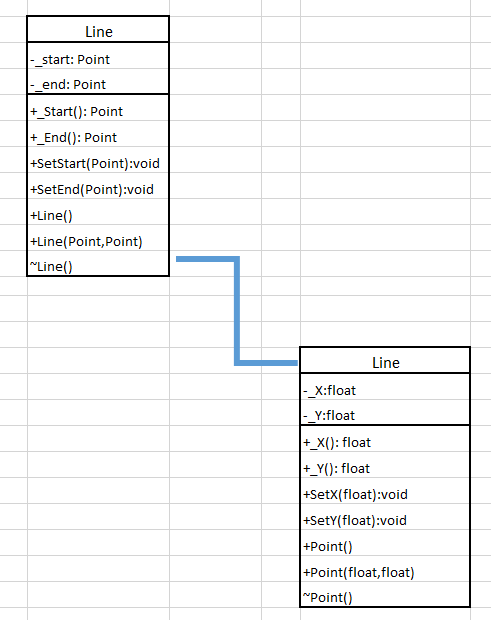 Line
-_start: Point
-_end: Point
+_Start(): Point
+_End(): Point
+SetStart(Point):void
+SetEnd(Point):void
+Line()
+Line(Point,Point)
~Line()
Line
-_X:float
-_Y:float
+_X(): float
+_Y(): float
+SetX(float):void
+SetY(float):void
+Point()
+Point(float,float)
~Point()